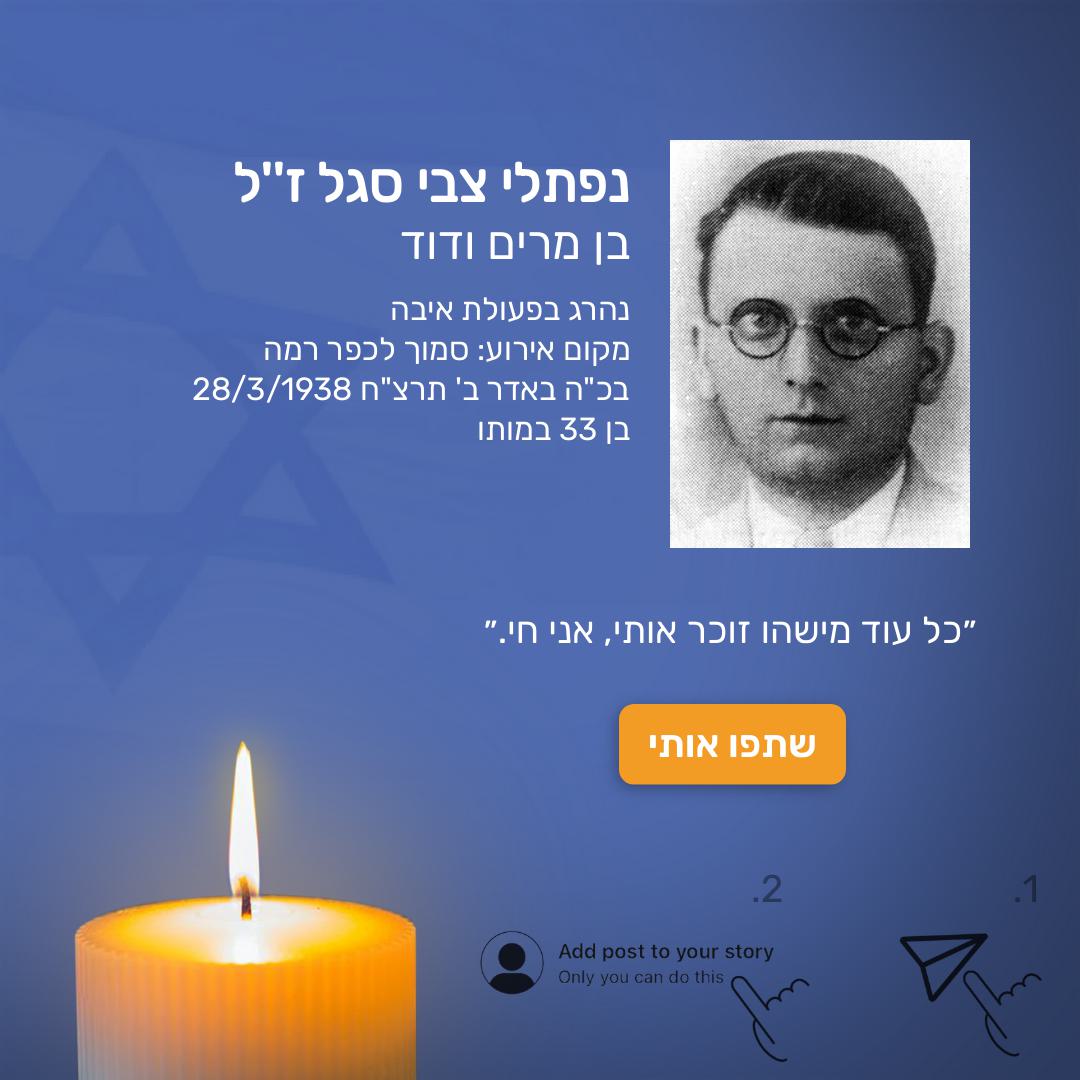 נפתלי צבי סגל ז"ל
בן מרים ודוד
נהרג בפעולת איבה
מקום אירוע: סמוך לכפר רמה
בכ"ה באדר ב' תרצ"ח 28/3/1938
בן 33 במותו
״כל עוד מישהו זוכר אותי, אני חי.״
שתפו אותי
1.
2.
Add post to your story
Only you can do this